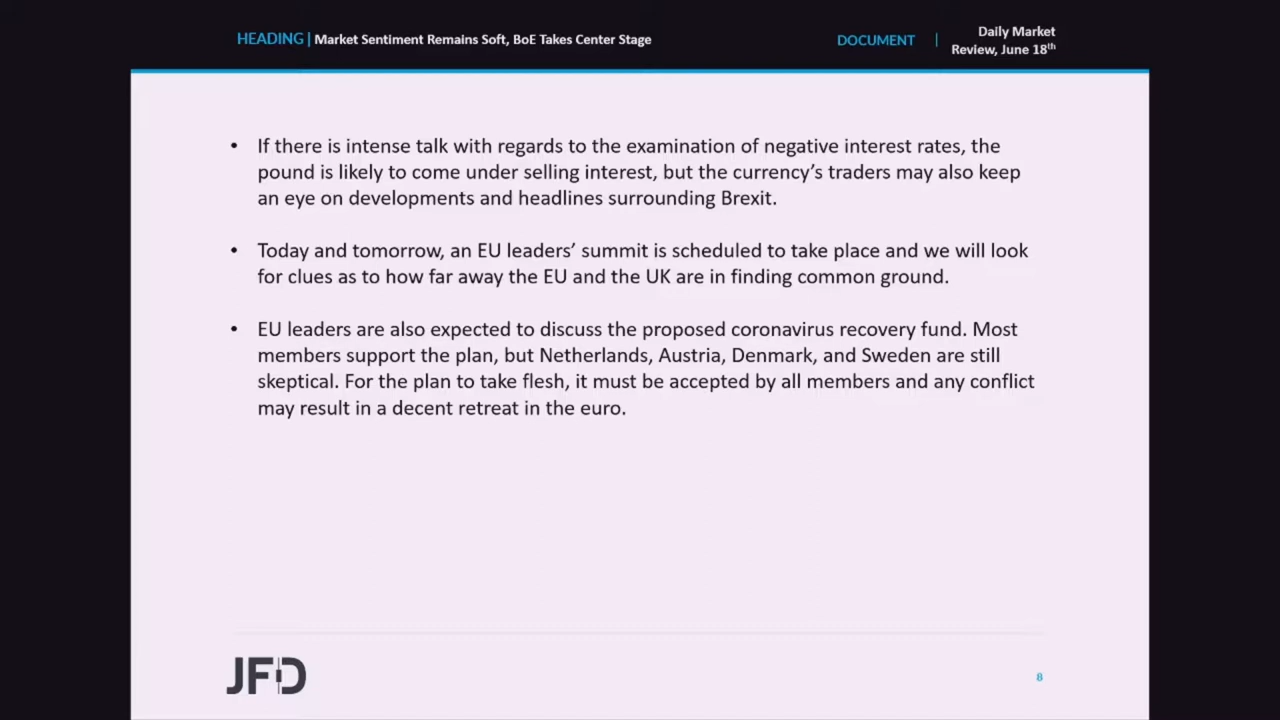 HEADING | Market Sentiment Remains Soft, BoE Takes Center Stage
DOCUMENT | Daily Market
Review, June 18th
• If there is intense talk with regards to the examination of negative interest rates, the
pound is likely to come under selling interest, but the currency's traders may also keep
an eye on developments and headlines surrounding Brexit.
• Today and tomorrow, an EU leaders' summit is scheduled to take place and we will look
for clues as to how far away the EU and the UK are in finding common ground.
• EU leaders are also expected to discuss the proposed coronavirus recovery fund. Most
members support the plan, but Netherlands, Austria, Denmark, and Sweden are still
skeptical. For the plan to take flesh, it must be accepted by all members and any conflict
may result in a decent retreat in the euro.
JFD
8